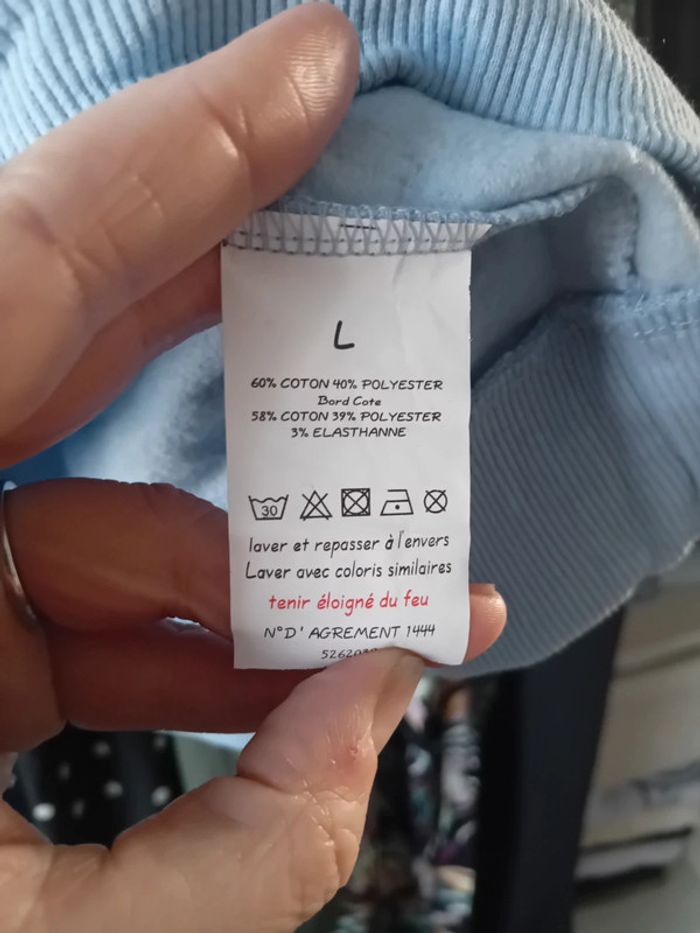 L
60% COTON 40% POLYESTER
Bord Cote
58% COTON 39% POLYESTER
3% ELASTHANNE
30
laver et repasser à l'envers
Laver avec coloris similaires
tenir éloigné du feu
N°D' AGREMENT 1444